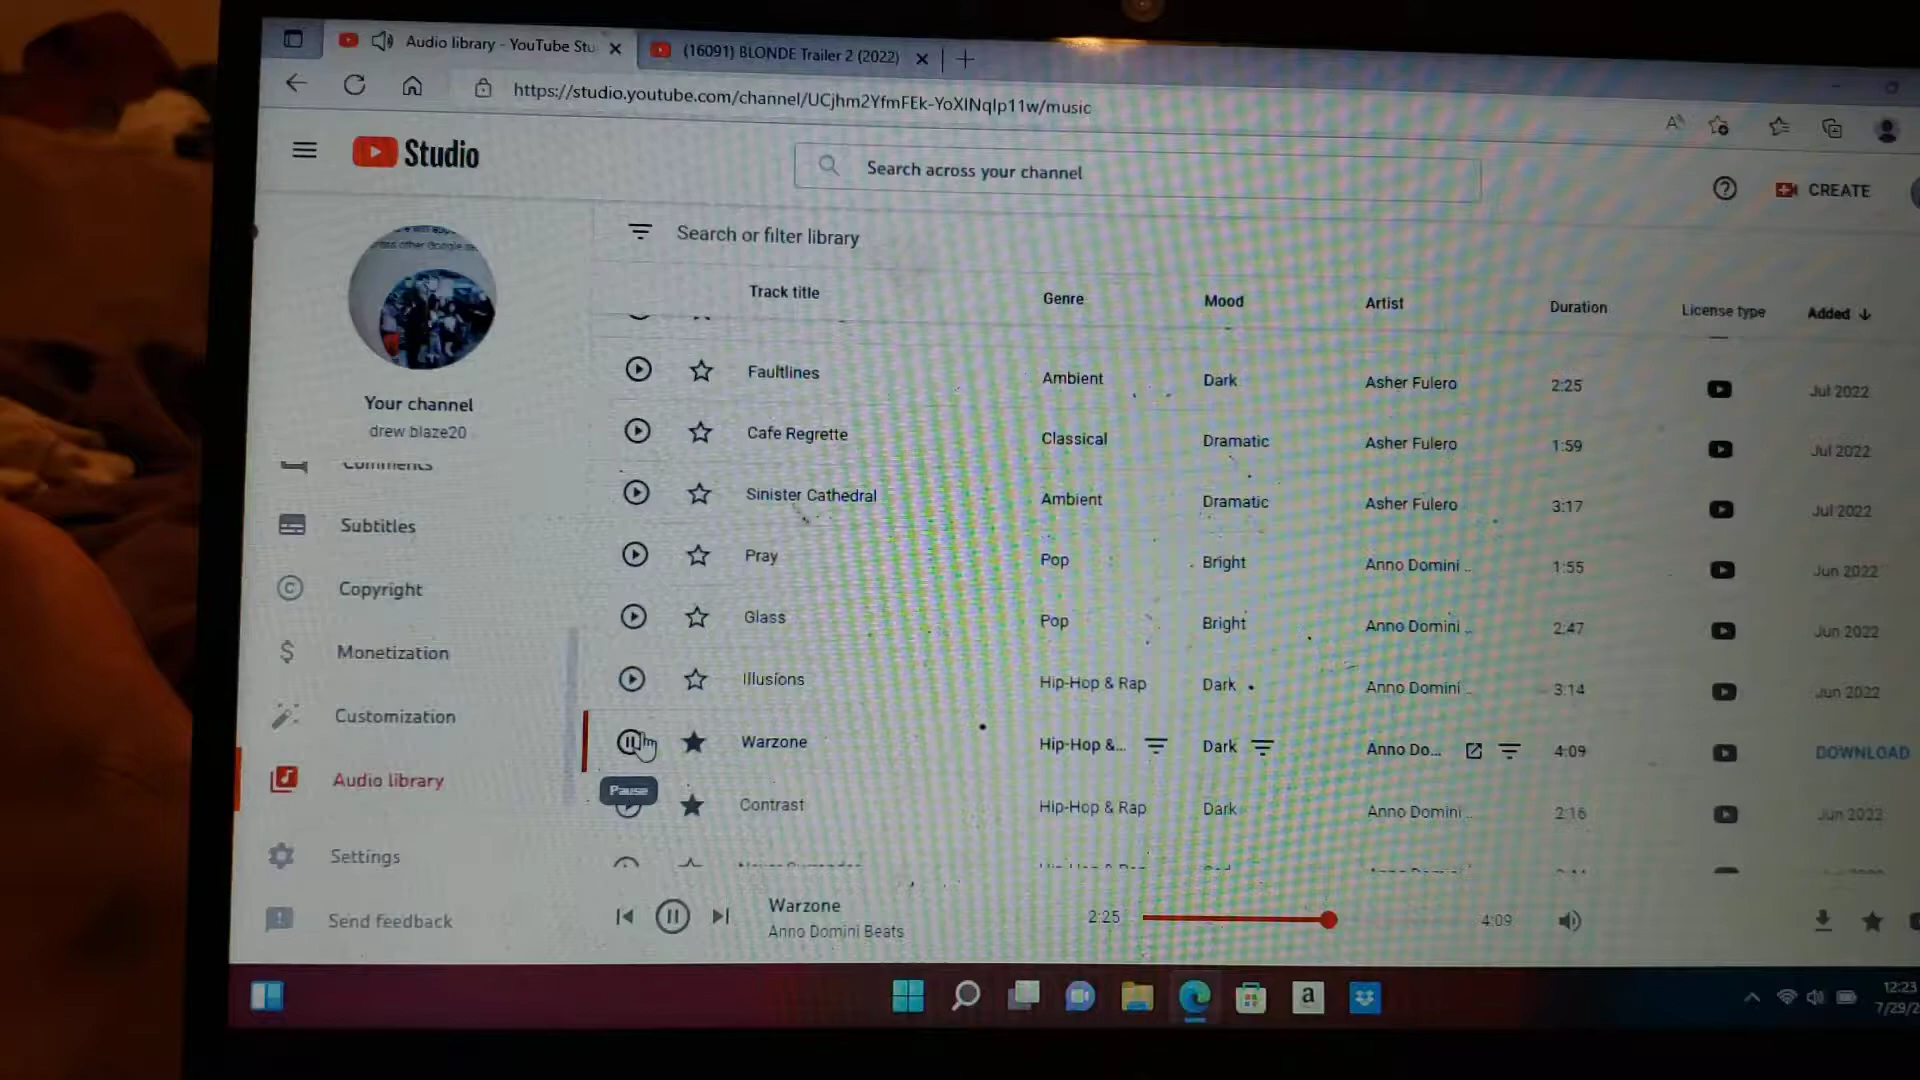 Audio library - YouTube Stu
(16091) BLONDE Trailer 2 (2022)
https://studio.youtube.com/channel/UCjhm2YfmFEk-YoXINqIp11w/music
Studio
Search across your channel
CREATE
Search or filter library
Track title Genre Mood Artist Duration License type Added
Faultlines Ambient Dark Asher Fulero 2:25 Jul 2022
Cafe Regrette Classical Dramatic Asher Fulero 1:59 Jul 2022
Sinister Cathedral Ambient Dramatic Asher Fulero 3:17 Jul 2022
Pray Pop Bright Anno Domini .. 1:55 Jun 2022
Glass Pop Bright Anno Domini .. 2:47 Jun 2022
Illusions Hip-Hop & Rap Dark Anno Domini .. 3:14 Jun 2022
Warzone Hip-Hop &... Dark Anno Do... 4:09 DOWNLOAD
Pause
Contrast Hip-Hop & Rap Dark Anno Domini .. 2:16 Jun 2022
Your channel
drew blaze20
Comments
Subtitles
Copyright
Monetization
Customization
Audio library
Settings
Send feedback
Warzone
Anno Domini Beats
2:25
4:09
a
12:23
7/29/2